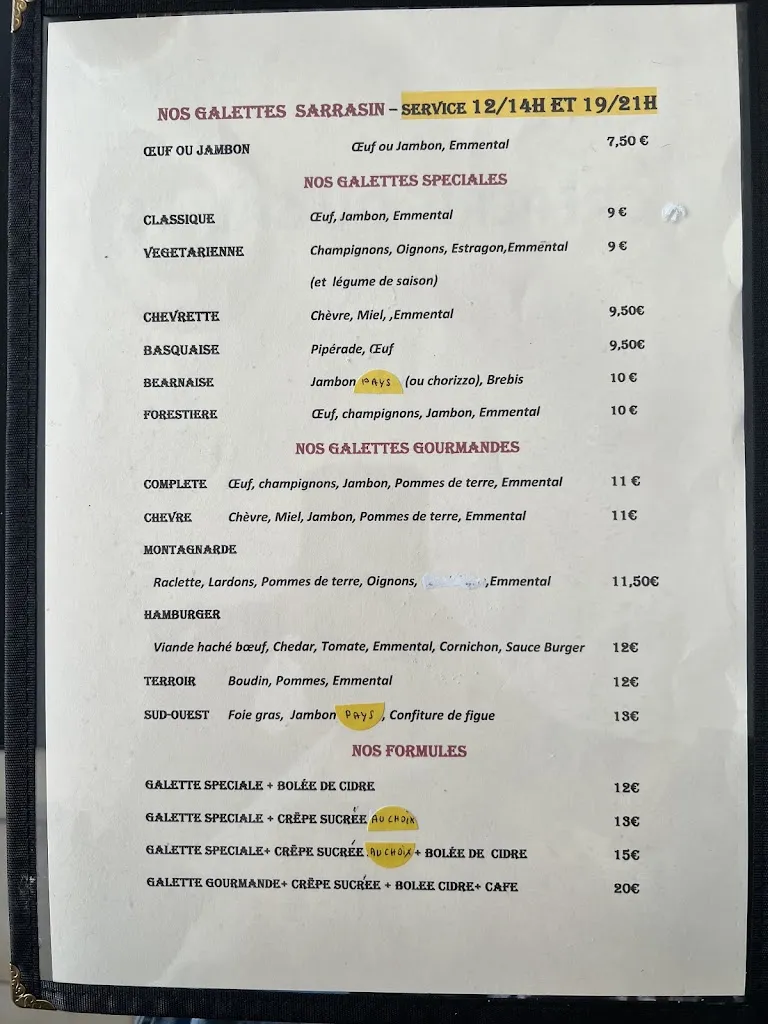 NOS GALETTES SARRASIN – SERVICE 12/14H ET 19/21H
ŒUF OU JAMBON Œuf ou Jambon, Emmental 7,50 €
NOS GALETTES SPECIALES
CLASSIQUE Œuf, Jambon, Emmental 9 €
VEGETARIENNE Champignons, Oignons, Estragon,Emmental 9 €
(et légume de saison)
CHEVRETTE Chèvre, Miel, ,Emmental 9,50€
BASQUAISE Pipérade, Œuf 9,50€
BEARNAISE Jambon PAYS (ou chorizzo), Brebis 10 €
FORESTIERE Œuf, champignons, Jambon, Emmental 10 €
NOS GALETTES GOURMANDES
COMPLETE Œuf, champignons, Jambon, Pommes de terre, Emmental 11 €
CHEVRE Chèvre, Miel, Jambon, Pommes de terre, Emmental 11€
MONTAGNARDE
Raclette, Lardons, Pommes de terre, Oignons, ,Emmental 11,50€
HAMBURGER
Viande haché bœuf, Chedar, Tomate, Emmental, Cornichon, Sauce Burger 12€
TERROIR Boudin, Pommes, Emmental 12€
SUD-OUEST Foie gras, Jambon PAYS, Confiture de figue 13€
NOS FORMULES
GALETTE SPECIALE + BOLÉE DE CIDRE 12€
GALETTE SPECIALE + CRÊPE SUCRÉE AU CHOIX 13€
GALETTE SPECIALE+ CRÊPE SUCRÉE AU CHOIX + BOLÉE DE CIDRE 15€
GALETTE GOURMANDE+ CRÊPE SUCRÉE + BOLEE CIDRE+ CAFE 20€